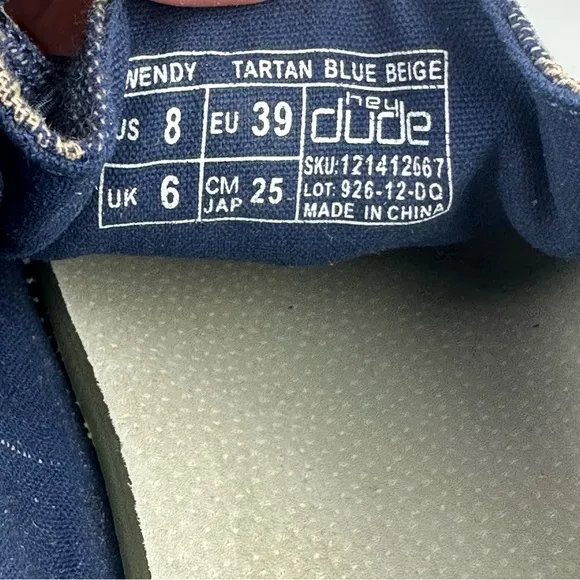 WENDY TARTAN BLUE BEIGE
US 8 EU 39 hey dude
SKU:121412667
UK 6 CM JAP 25 LOT: 926-12-DQ
MADE IN CHINA